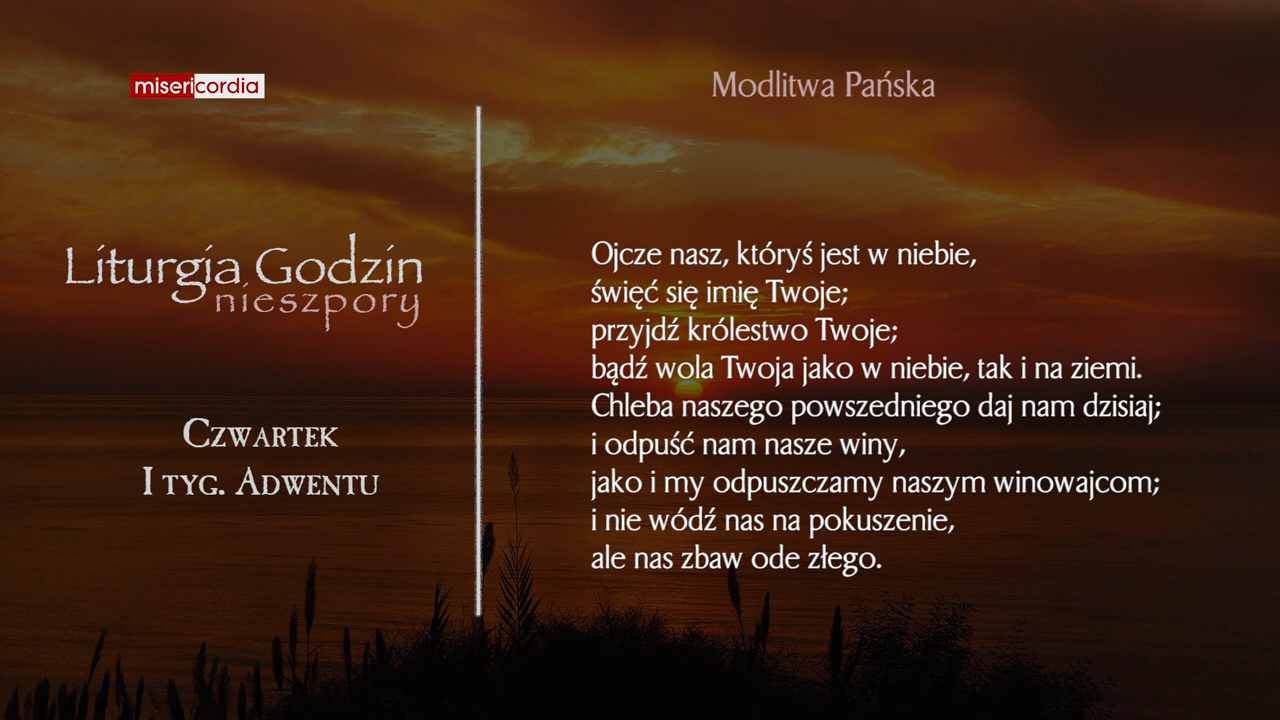 misericordia
Liturgia Godzin
nieszpory
Czwartek
I tyg. Adwentu
Modlitwa Pańska
Ojcze nasz, któryś jest w niebie,
święć się imię Twoje;
przyjdź królestwo Twoje;
bądź wola Twoja jako w niebie, tak i na ziemi.
Chleba naszego powszedniego daj nam dzisiaj;
i odpuść nam nasze winy,
jako i my odpuszczamy naszym winowajcom;
i nie wódź nas na pokuszenie,
ale nas zbaw ode złego.